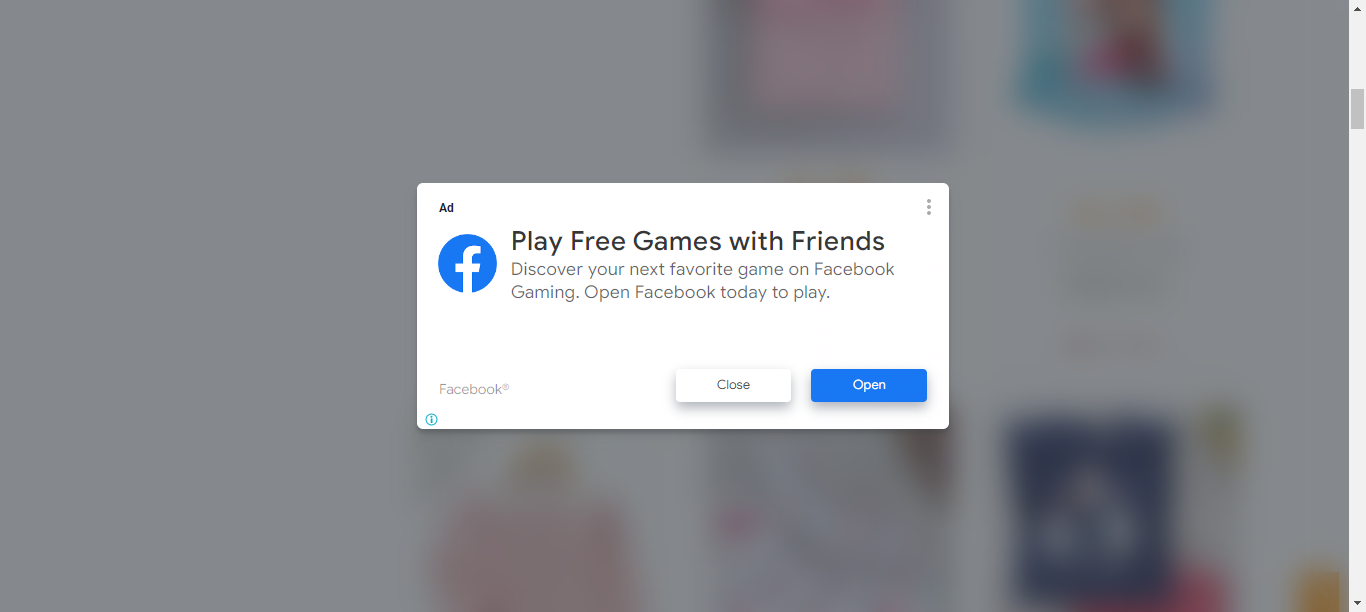 Ad
Play Free Games with Friends
Discover your next favorite game on Facebook
Gaming. Open Facebook today to play.
Facebook®
Close
Open